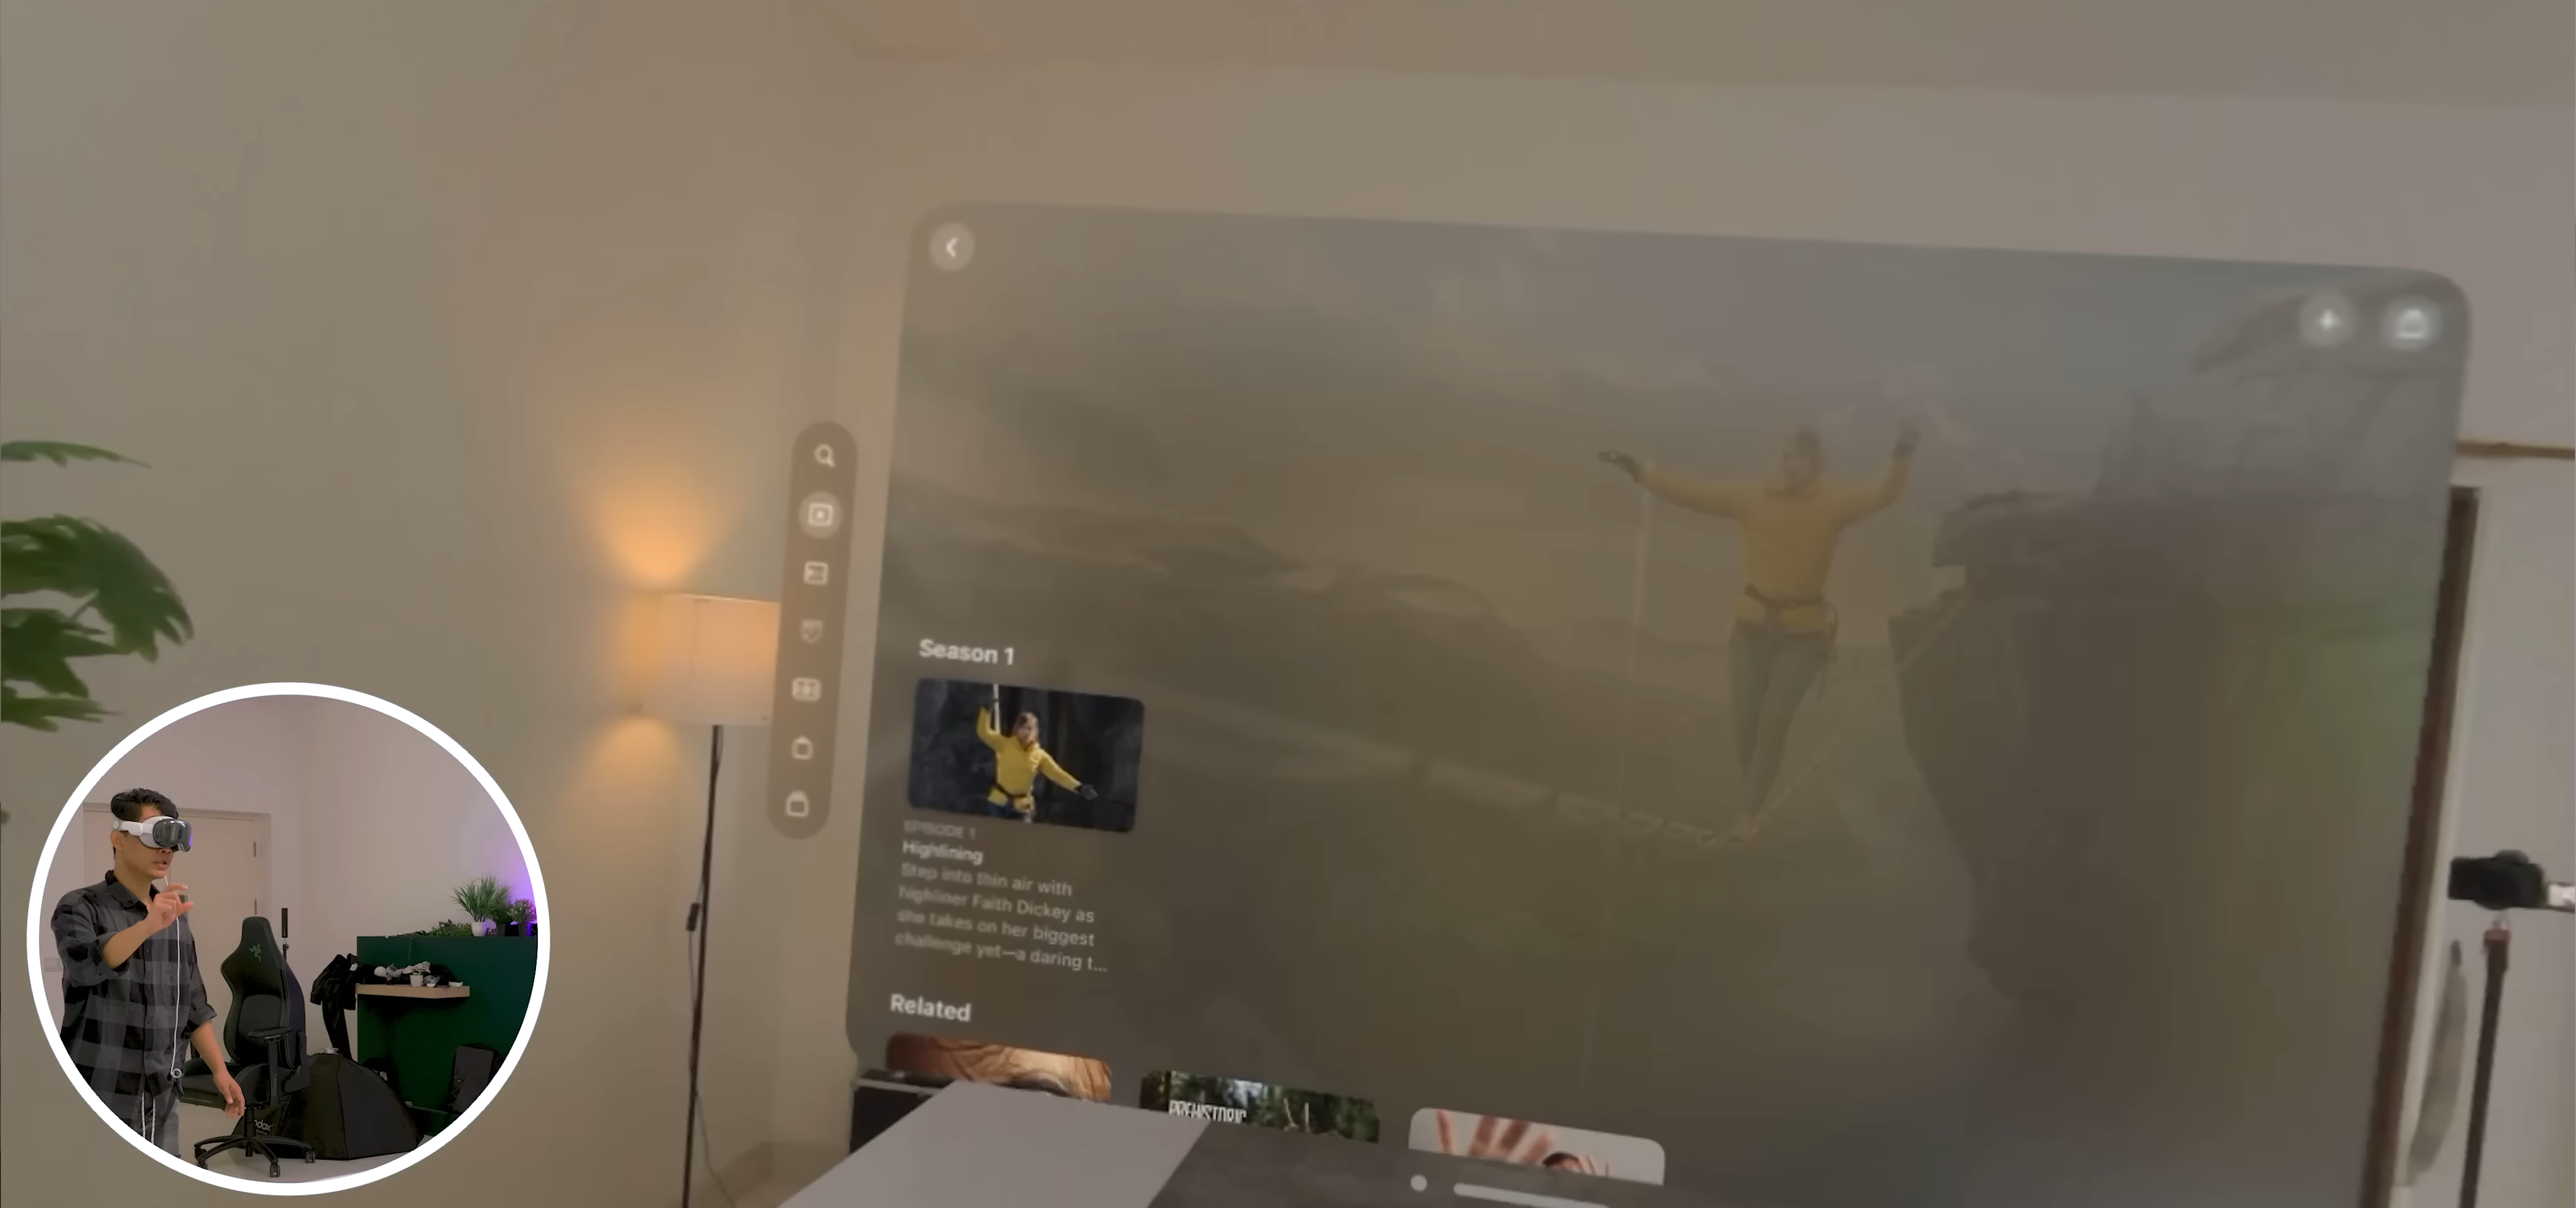 Season 1
EPISODE 1
Highlining
Step into thin air with
highliner Faith Dickey as
she takes on her biggest
challenge yet—a daring t...
Related
PREHISTORIC